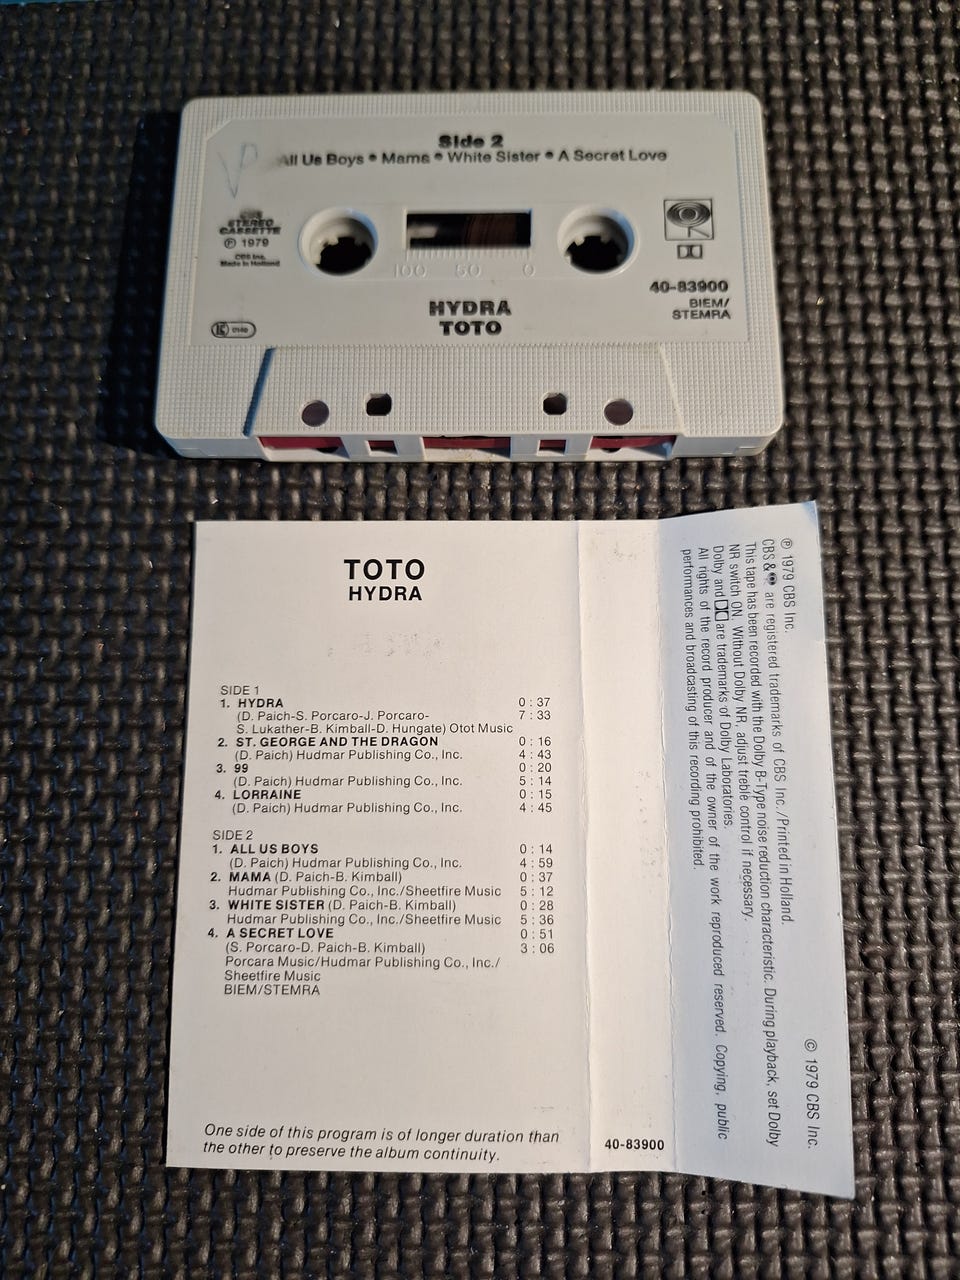 Side 2
All Us Boys • Mama • White Sister • A Secret Love
CBS
STEREO
CASSETTE
℗ 1979
CBS Inc.
Made in Holland
100 50 0
40-83900
BIEM/
STEMRA
HYDRA
TOTO
TOTO
HYDRA
SIDE 1
1. HYDRA 0 : 37
(D. Paich-S. Porcaro-J. Porcaro- 7 : 33
S. Lukather-B. Kimball-D. Hungate) Otot Music
2. ST. GEORGE AND THE DRAGON 0 : 16
(D. Paich) Hudmar Publishing Co., Inc. 4 : 43
3. 99 0 : 20
(D. Paich) Hudmar Publishing Co., Inc. 5 : 14
4. LORRAINE 0 : 15
(D. Paich) Hudmar Publishing Co., Inc. 4 : 45
SIDE 2
1. ALL US BOYS 0 : 14
(D. Paich) Hudmar Publishing Co., Inc. 4 : 59
2. MAMA (D. Paich-B. Kimball) 0 : 37
Hudmar Publishing Co., Inc./Sheetfire Music 5 : 12
3. WHITE SISTER (D. Paich-B. Kimball) 0 : 28
Hudmar Publishing Co., Inc./Sheetfire Music 5 : 36
4. A SECRET LOVE 0 : 51
(S. Porcaro-D. Paich-B. Kimball) 3 : 06
Porcara Music/Hudmar Publishing Co., Inc./
Sheetfire Music
BIEM/STEMRA
One side of this program is of longer duration than
the other to preserve the album continuity.
40-83900
℗ 1979 CBS Inc. © 1979 CBS Inc.
CBS & are registered trademarks of CBS Inc./Printed in Holland.
This tape has been recorded with the Dolby B-Type noise reduction characteristic. During playback, set Dolby
NR switch ON. Without Dolby NR, adjust treble control if necessary.
Dolby and are trademarks of Dolby Laboratories.
All rights of the record producer and of the owner of the work reproduced reserved. Copying, public
performances and broadcasting of this recording prohibited.